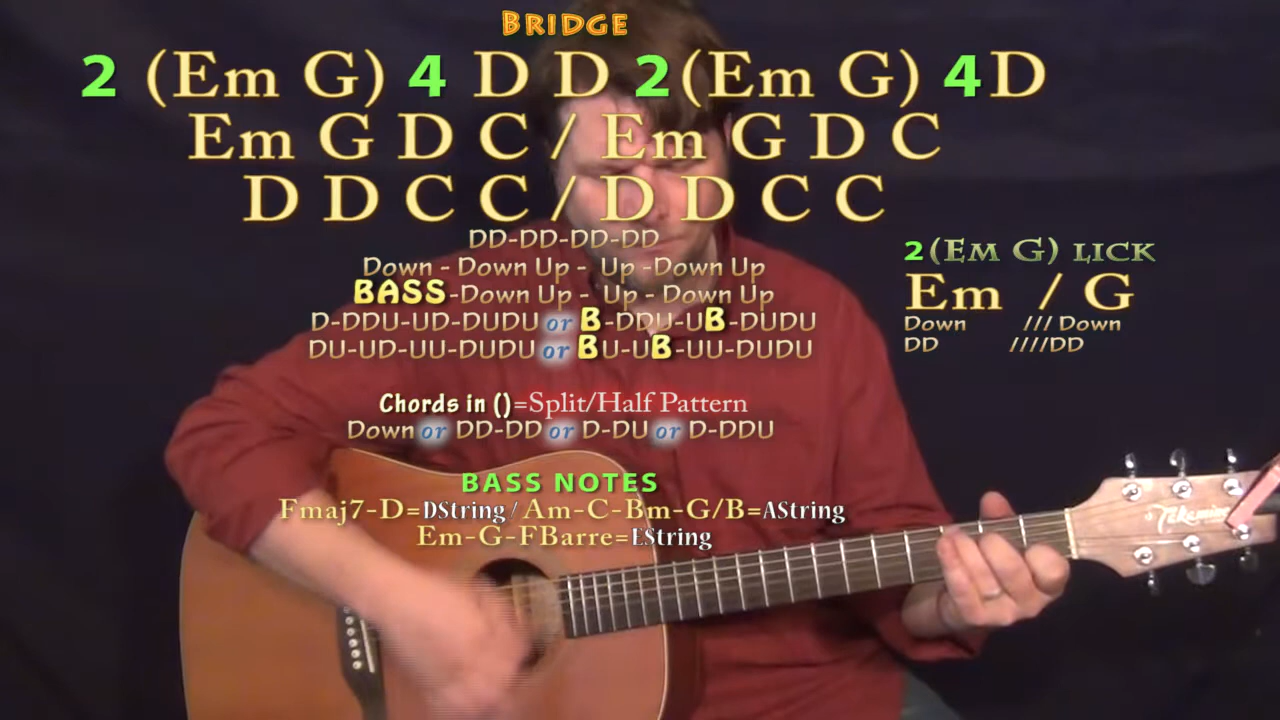 BRIDGE
2 (Em G) 4 D D 2 (Em G) 4 D
Em G D C / Em G D C
D D C C / D D C C
DD-DD-DD-DD
Down - Down Up - Up -Down Up
BASS-Down Up - Up - Down Up
D-DDU-UD-DUDU or B-DDU-UB-DUDU
DU-UD-UU-DUDU or BU-UB-UU-DUDU
Chords in ()=Split/Half Pattern
Down or DD-DD or D-DU or D-DDU
BASS NOTES
Fmaj7-D=DString / Am-C-Bm-G/B=AString
Em-G-FBarre=EString
2(EM G) LICK
Em / G
Down /// Down
DD ////DD
Takamine